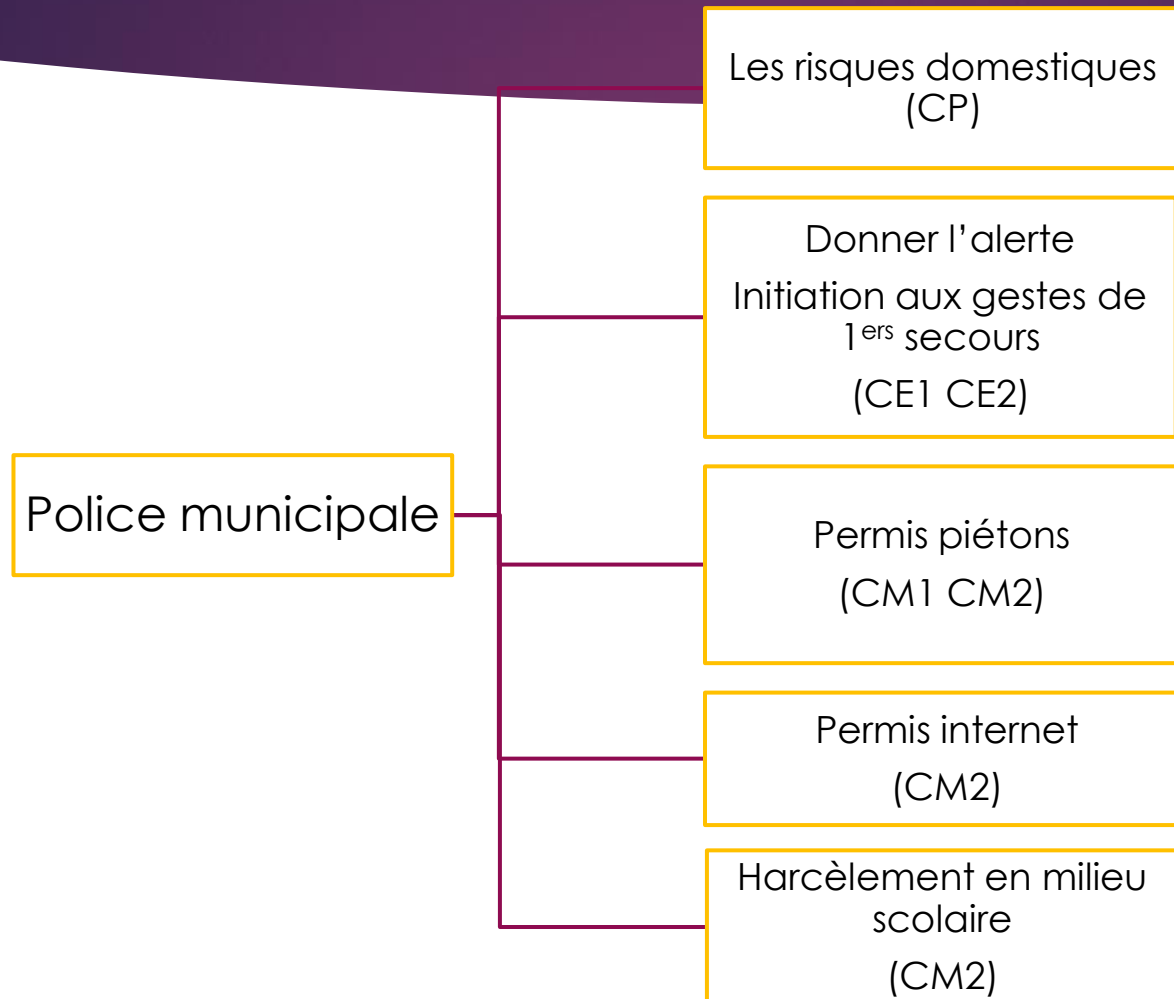 Les risques domestiques
(CP)
Donner l’alerte
Initiation aux gestes de
1ers secours
(CE1 CE2)
Police municipale
Permis piétons
(CM1 CM2)
Permis internet
(CM2)
Harcèlement en milieu
scolaire
(CM2)